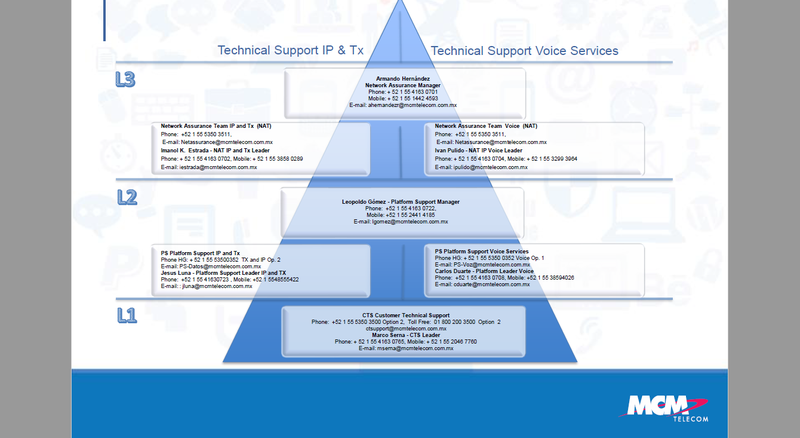 Technical Support IP & Tx
Technical Support Voice Services
L3
Armando Hernández
Network Assurance Manager
Phone: + 52 1 55 4163 0701
Mobile: + 52 1 55 1442 4593
E-mail: ahernandezr@mcmtelecom.com.mx
Network Assurance Team IP and Tx (NAT)
Phone: +52 1 55 5350 3511,
E-mail: Netassurance@mcmtelecom.com.mx
Imanol K. Estrada - NAT IP and Tx Leader
Phone: + 52 1 55 4163 0702, Mobile: + 52 1 55 3858 0289
E-mail: iestrada@mcmtelecom.com.mx
Network Assurance Team Voice (NAT)
Phone: +52 1 55 5350 3511,
E-mail: Netassurance@mcmtelecom.com.mx
Ivan Pulido - NAT IP Voice Leader
Phone: + 52 1 55 4163 0704, Mobile: + 52 1 55 3299 3964
E-mail: ipulido@mcmtelecom.com.mx
L2
Leopoldo Gómez - Platform Support Manager
Phone: +52 1 55 4163 0722,
Mobile: +52 1 55 2441 4185
E-mail: lgomez@mcmtelecom.com.mx
PS Platform Support IP and Tx
Phone HG: + 52 1 55 53500352 TX and IP Op. 2
E-mail: PS-Datos@mcmtelecom.com.mx
Jesus Luna - Platform Support Leader IP and TX
Phone: +52 1 55 41630723 , Mobile: +52.1 5548555422
E-mail: : jluna@mcmtelecom.com.mx
PS Platform Support Voice Services
Phone HG: + 52 1 55 5350 0352 Voice Op. 1
E-mail: PS-Voz@mcmtelecom.com.mx
Carlos Duarte - Platform Leader Voice
Phone: +52 1 55 4163 0708, Mobile: + 52 1 55 38594026
E-mail: cduarte@mcmtelecom.com.mx
L1
CTS Customer Technical Support
Phone: +52 1 55 5350 3500 Option 2, Toll Free: 01 800 200 3500 Option 2
ctsupport@mcmtelecom.com.mx
Marco Serna - CTS Leader
Phone: + 52 1 55 4163 0765, Mobile: + 52 1 55 2046 7760
E-mail: mserna@mcmtelecom.com.mx
MCM
TELECOM